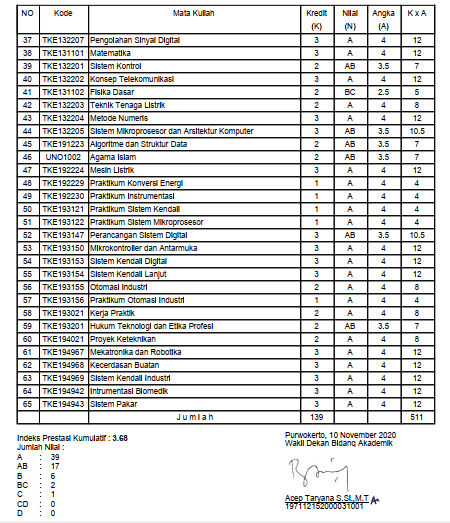 NO Kode Mata Kuliah Kredit Nilai Angka K x A
(K) (N) (A)
37 TKE132207 Pengolahan Sinyal Digital 3 A 4 12
38 TKE131101 Matematika 3 A 4 12
39 TKE132201 Sistem Kontrol 2 AB 3.5 7
40 TKE132202 Konsep Telekomunikasi 3 A 4 12
41 TKE131102 Fisika Dasar 2 BC 2.5 5
42 TKE132203 Teknik Tenaga Listrik 2 A 4 8
43 TKE132204 Metode Numeris 3 A 4 12
44 TKE132205 Sistem Mikroprosesor dan Arsitektur Komputer 3 AB 3.5 10.5
45 TKE191223 Algoritme dan Struktur Data 2 AB 3.5 7
46 UNO1002 Agama Islam 2 AB 3.5 7
47 TKE192224 Mesin Listrik 3 A 4 12
48 TKE192229 Praktikum Konversi Energi 1 A 4 4
49 TKE192230 Praktikum Instrumentasi 1 A 4 4
50 TKE193121 Praktikum Sistem Kendali 1 A 4 4
51 TKE193122 Praktikum Sistem Mikroprosesor 1 A 4 4
52 TKE193147 Perancangan Sistem Digital 3 AB 3.5 10.5
53 TKE193150 Mikrokontroller dan Antarmuka 3 A 4 12
54 TKE193153 Sistem Kendali Digital 3 A 4 12
55 TKE193154 Sistem Kendali Lanjut 3 A 4 12
56 TKE193155 Otomasi Industri 2 A 4 8
57 TKE193156 Praktikum Otomasi Industri 1 A 4 4
58 TKE193021 Kerja Praktik 2 A 4 8
59 TKE193201 Hukum Teknologi dan Etika Profesi 2 AB 3.5 7
60 TKE194021 Proyek Keteknikan 2 A 4 8
61 TKE194967 Mekatronika dan Robotika 3 A 4 12
62 TKE194968 Kecerdasan Buatan 3 A 4 12
63 TKE194969 Sistem Kendali Industri 3 A 4 12
64 TKE194942 Intrumentasi Biomedik 3 A 4 12
65 TKE194943 Sistem Pakar 3 A 4 12
J u m l a h 139 511
Indeks Prestasi Kumulatif : 3.68
Jumlah Nilai :
A : 39
AB : 17
B : 6
BC : 2
C : 1
CD : 0
D : 0
Purwokerto, 10 November 2020
Wakil Dekan Bidang Akademik
Acep Taryana S.Si.,M.T
197112152000031001